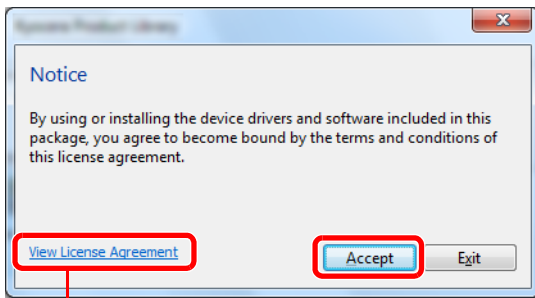 Notice
By using or installing the device drivers and software included in this
package, you agree to become bound by the terms and conditions of
this license agreement.
View License Agreement
Accept
Exit